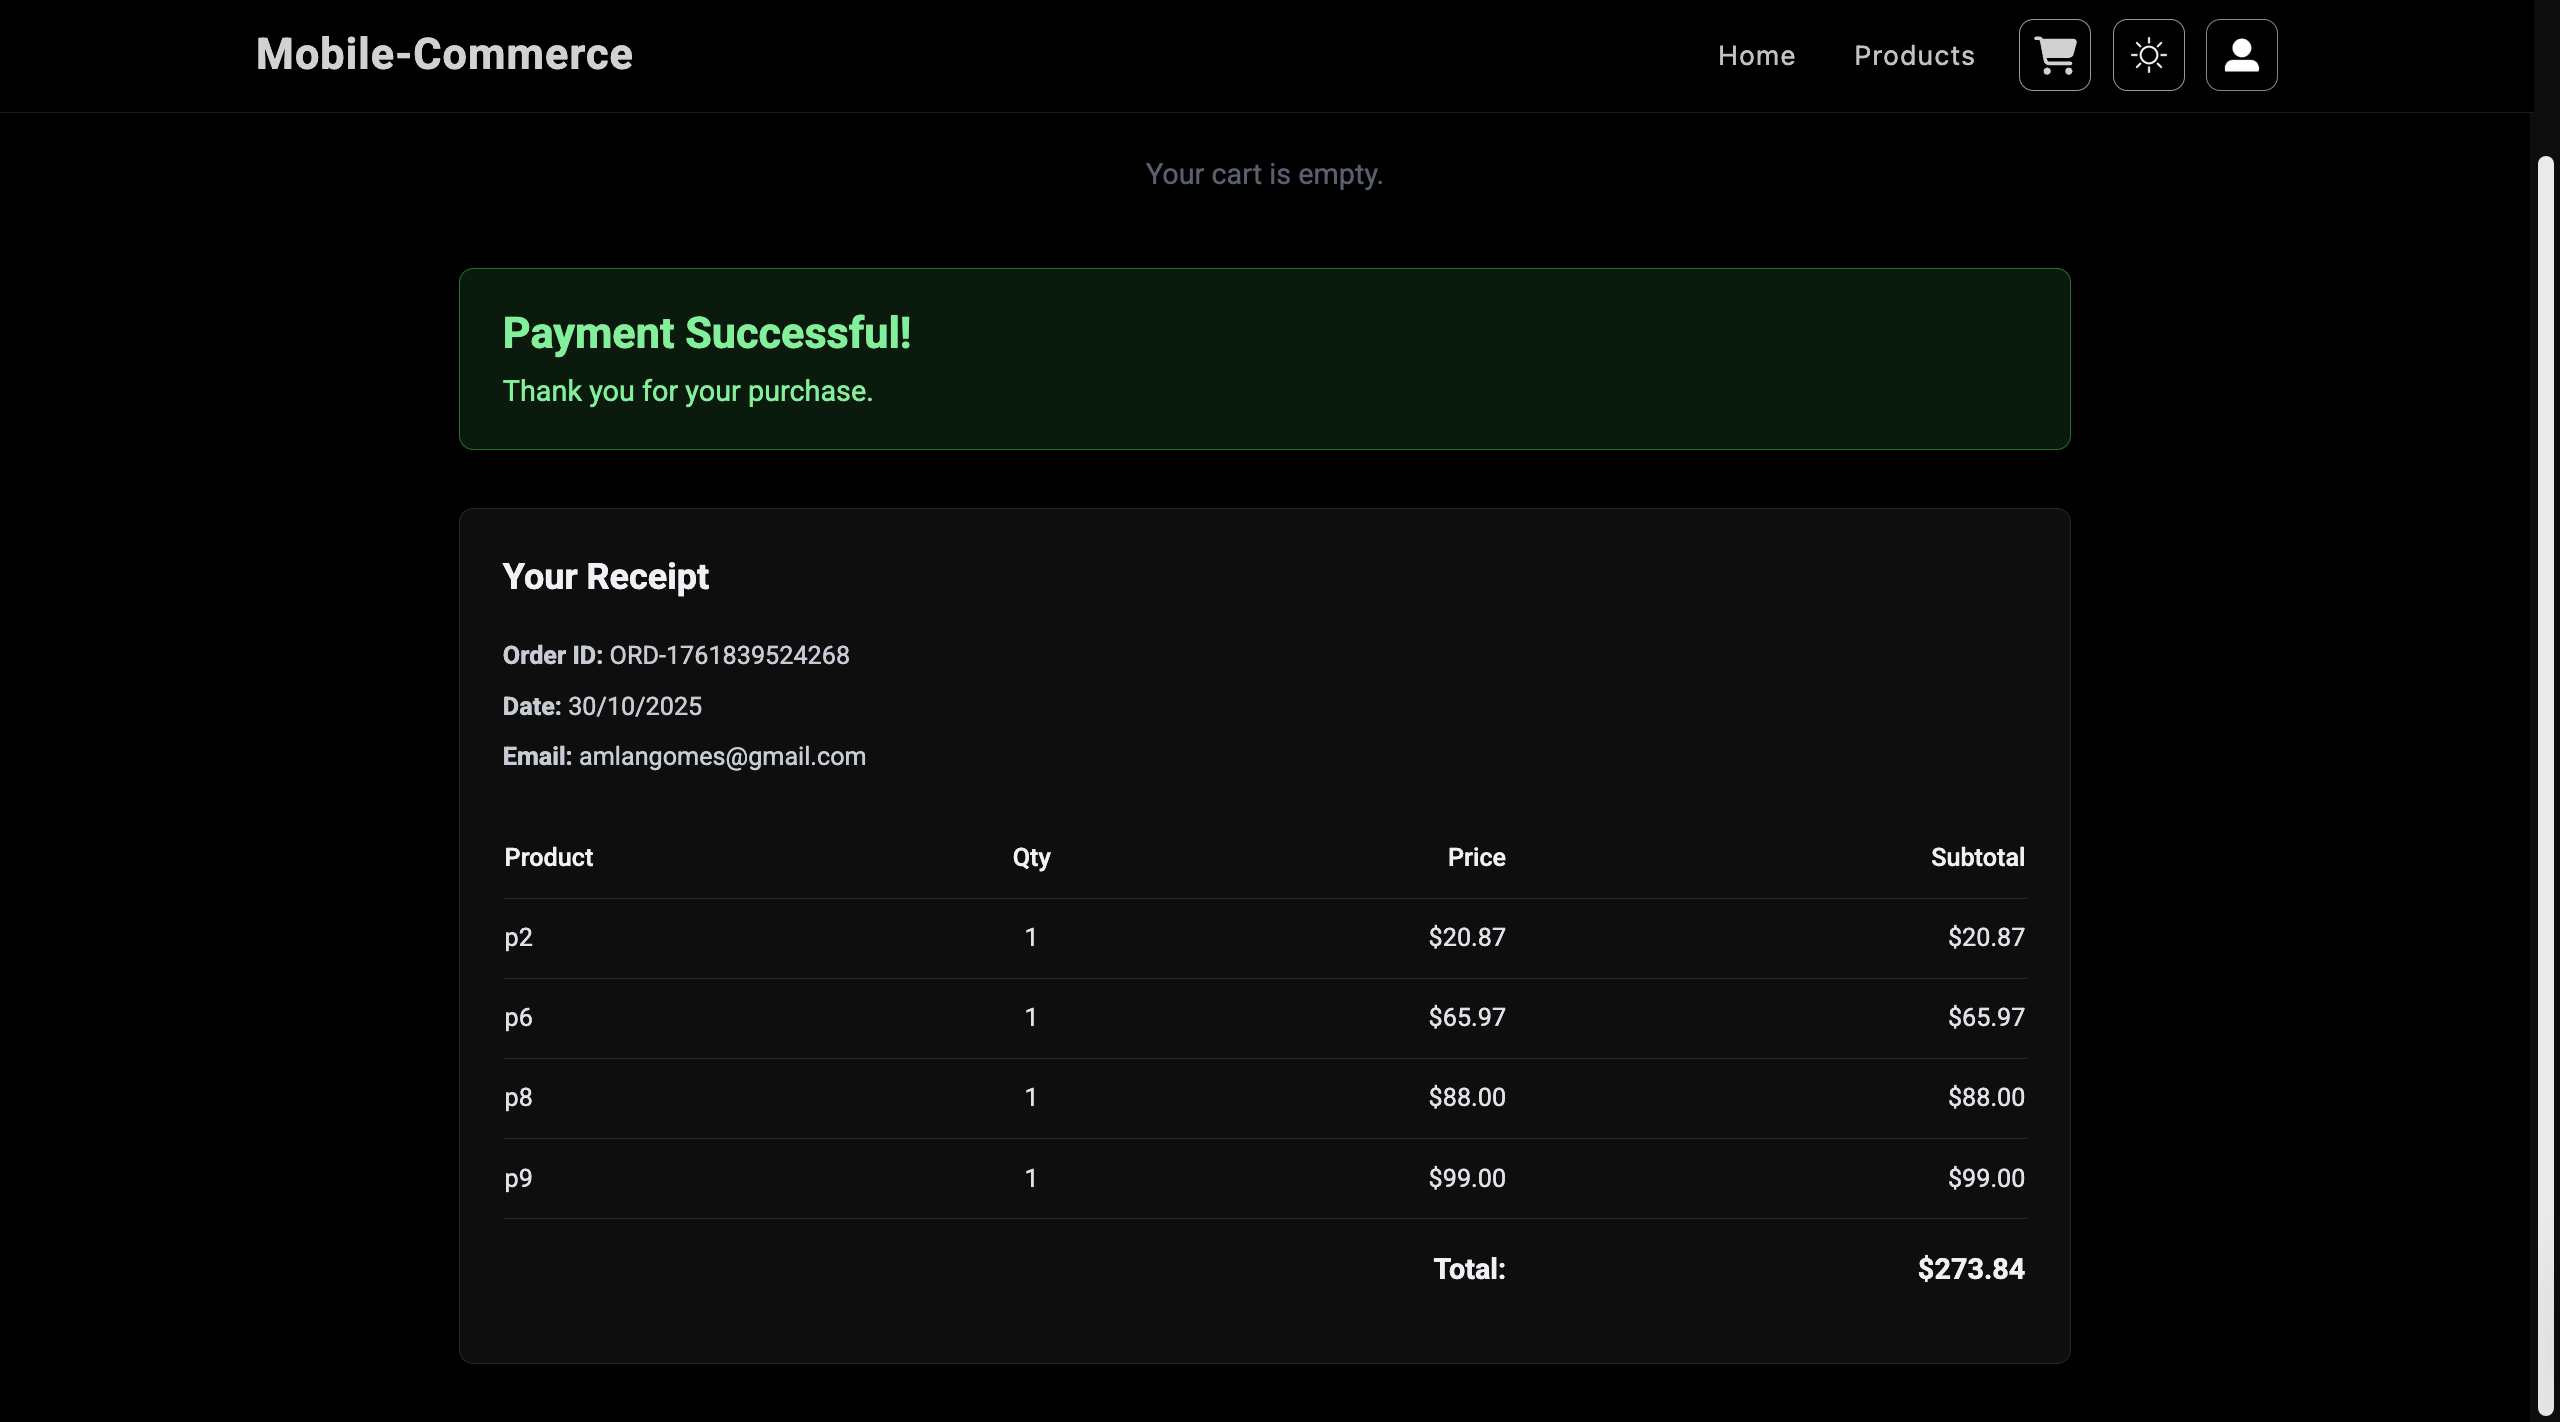 Mobile-Commerce Home Products
Your cart is empty.
Payment Successful!
Thank you for your purchase.
Your Receipt
Order ID: ORD-1761839524268
Date: 30/10/2025
Email: amlangomes@gmail.com
Product Qty Price Subtotal
p2 1 $20.87 $20.87
p6 1 $65.97 $65.97
p8 1 $88.00 $88.00
p9 1 $99.00 $99.00
Total: $273.84